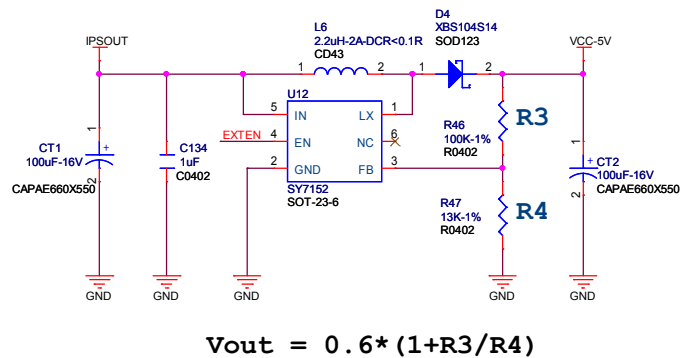 D4
L6
XBS104S14
IPSOUT
2.2uH-2A-DCR<0.1R
SOD123
VCC-5V
CD43
1
2
1
2
U12
5
IN
LX
1
R3
EXTEN
4
EN
NC
6
R46
100K-1%
R0402
1
CT1
+
100uF-16V
2
CAPAE660X550
C134
1uF
C0402
2
GND
FB
3
1
+
CT2
100uF-16V
2
CAPAE660X550
SY7152
SOT-23-6
R47
13K-1%
R0402
R4
GND
GND
GND
GND
GND
Vout = 0.6*(1+R3/R4)